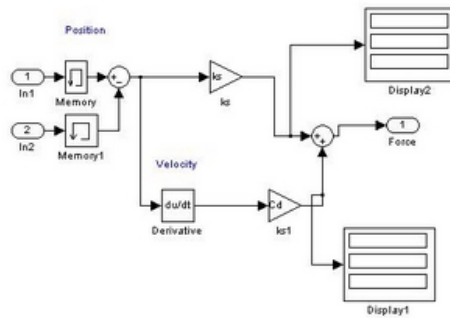 Position
1
In1
Memory
2
In2
Memory1
ks
ks
Display2
1
Force
Velocity
du/dt
Derivative
Cd
ks1
Display1